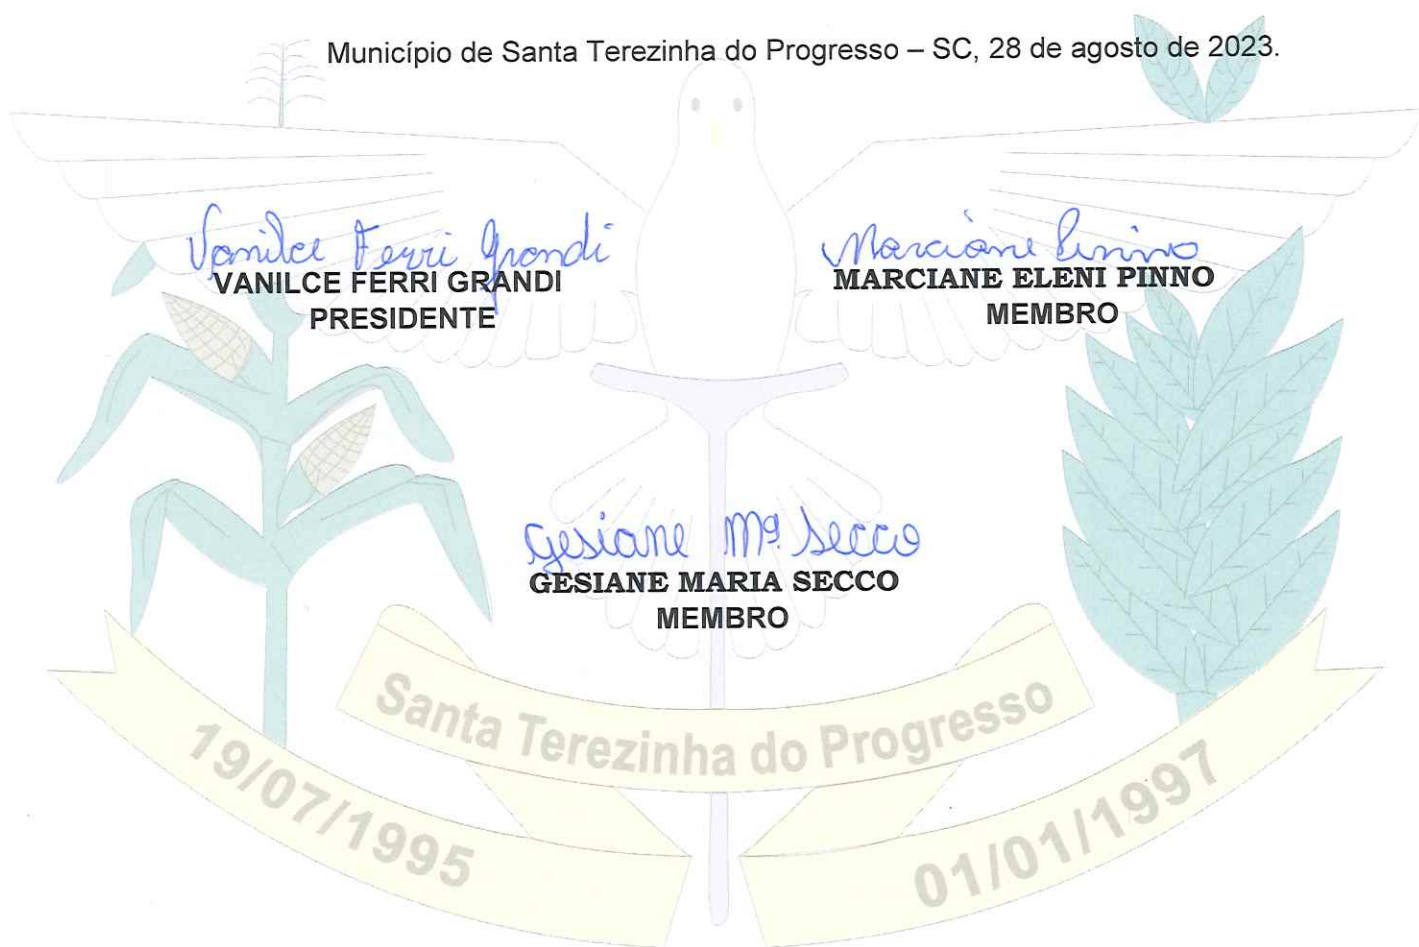 Município de Santa Terezinha do Progresso – SC, 28 de agosto de 2023.
Vanilce Ferri Grandi
VANILCE FERRI GRANDI
PRESIDENTE
Marciane Pinno
MARCIANE ELENI PINNO
MEMBRO
Gesiane Mª Secco
GESIANE MARIA SECCO
MEMBRO
Santa Terezinha do Progresso
19/07/1995
01/01/1997